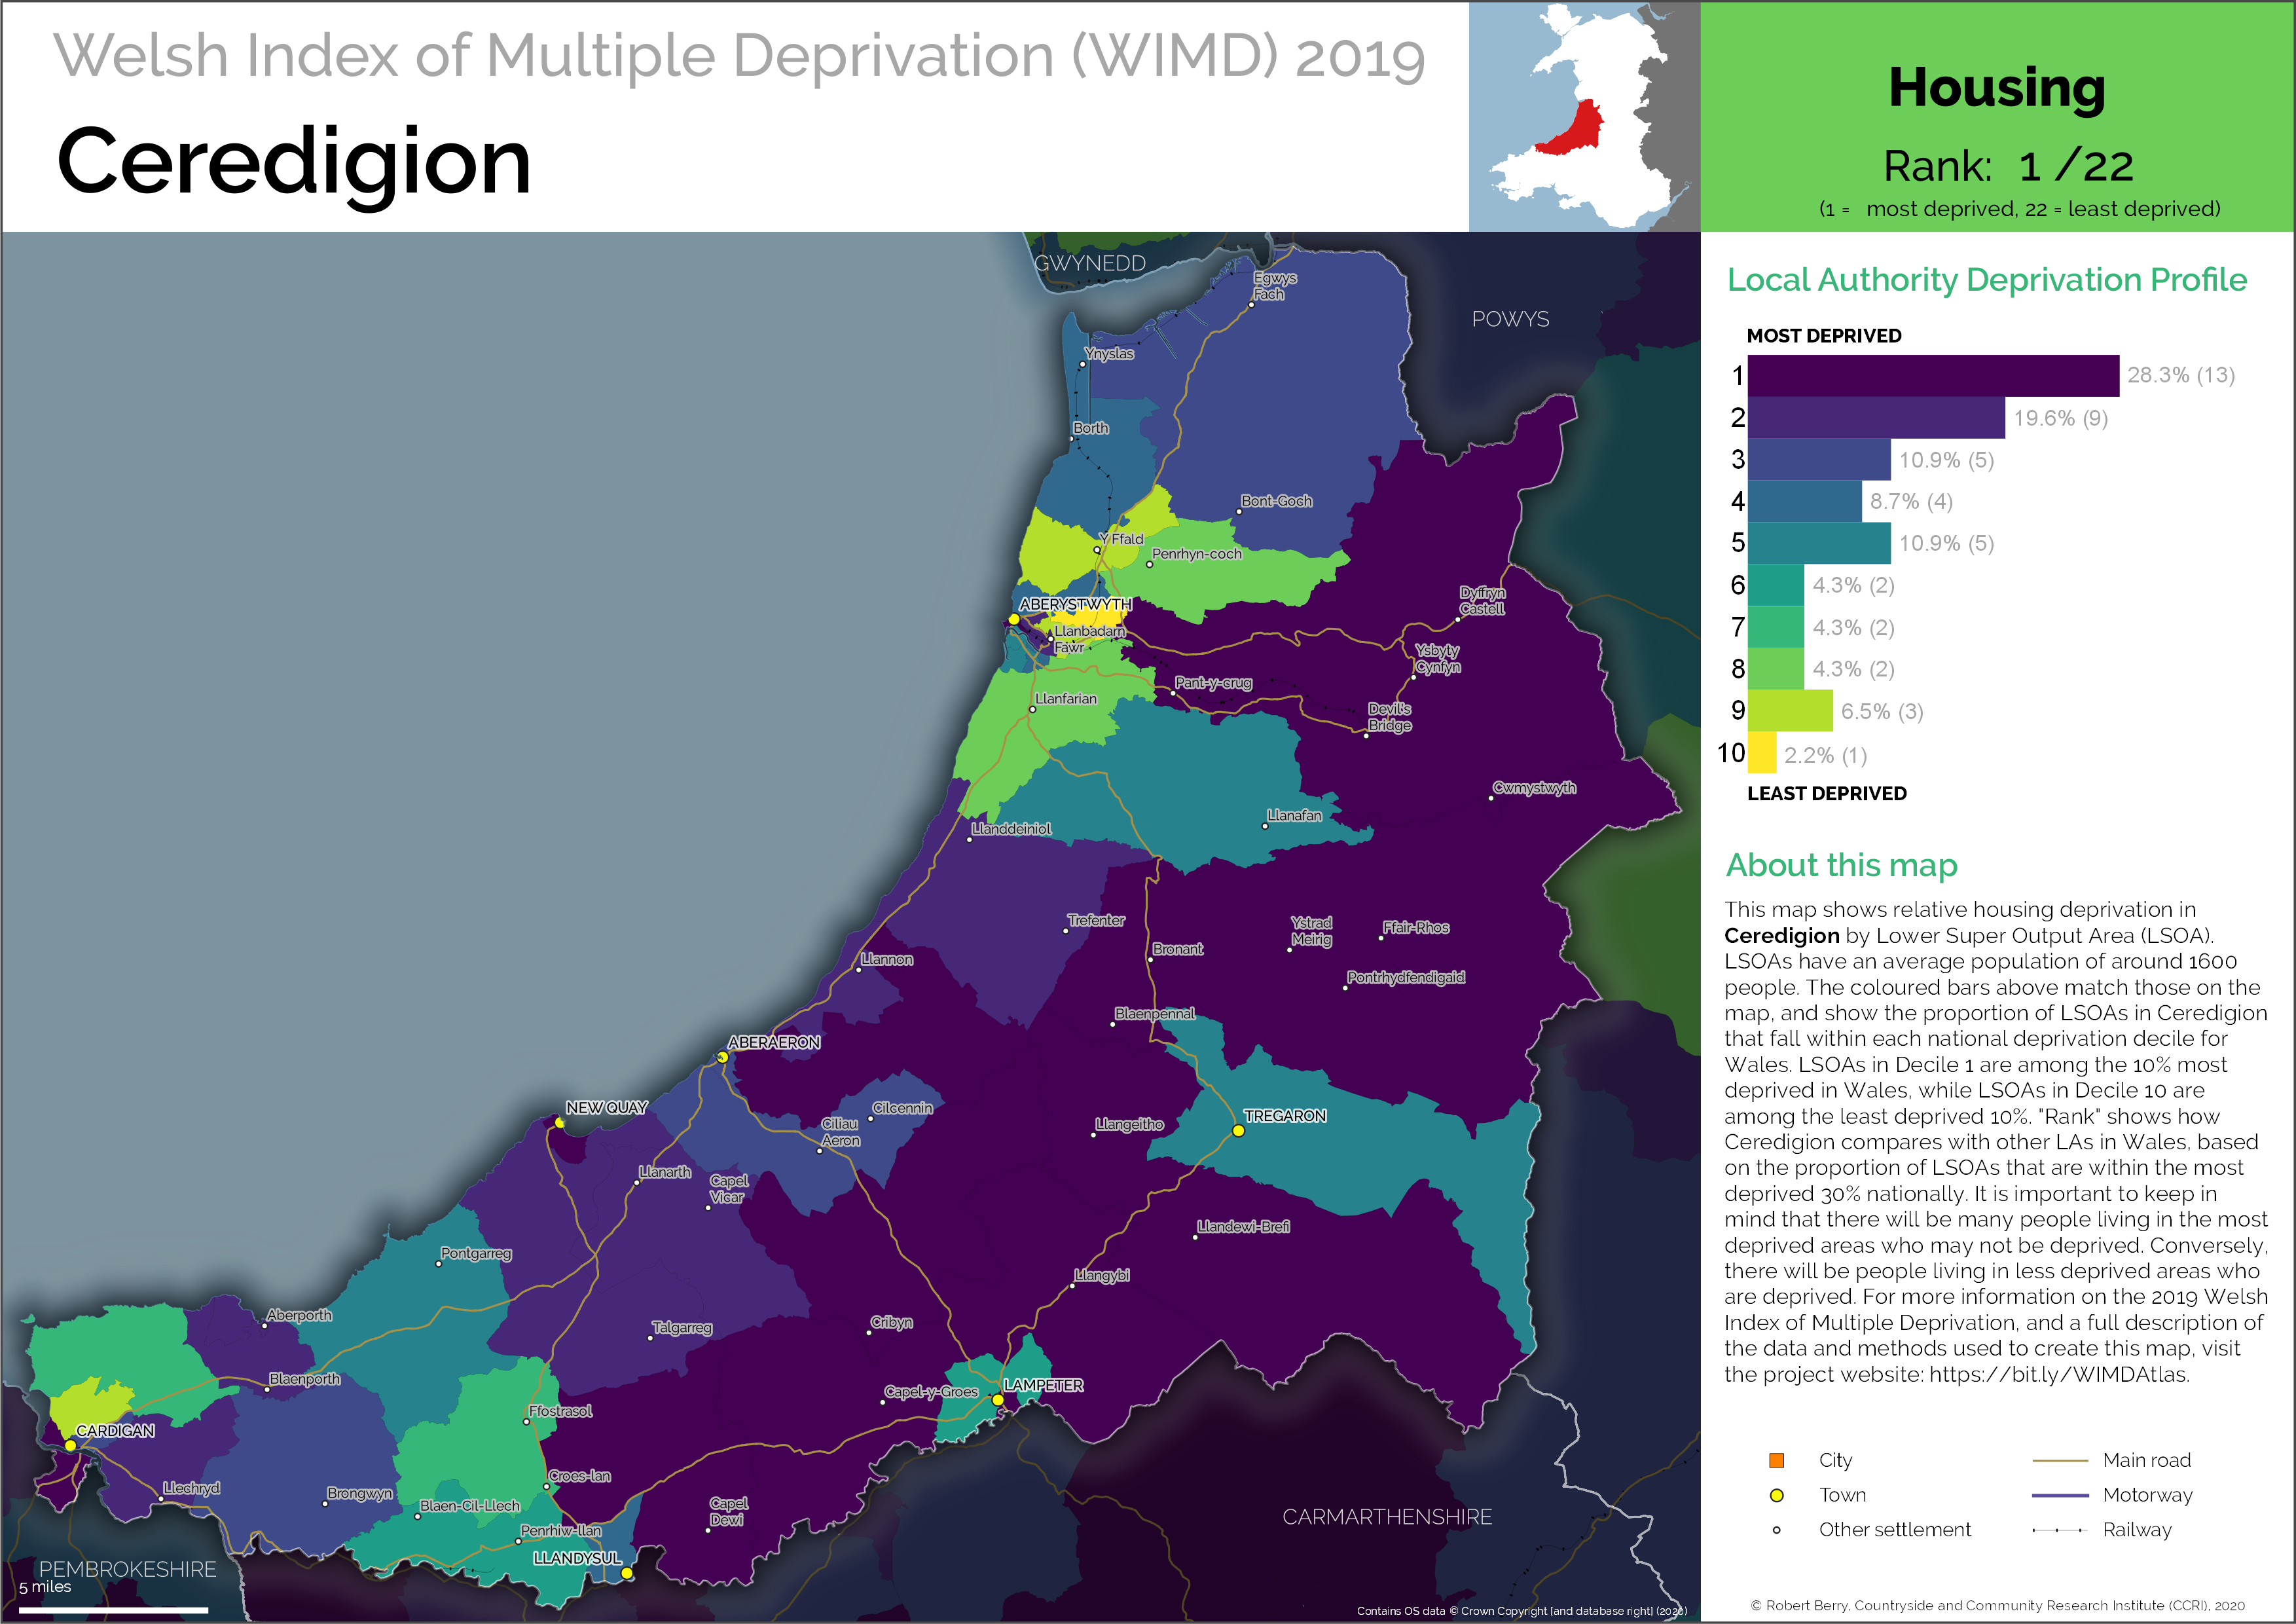 Welsh Index of Multiple Deprivation (WIMD) 2019
Ceredigion
Housing
Rank: 1 /22
(1 = most deprived, 22 = least deprived)
GWYNEDD
Egwys
Fach
POWYS
Ynyslas
Borth
Bont-Goch
Y Ffald
Penrhyn-coch
Dyffryn
Castell
ABERYSTWYTH
Llanbadarn
Fawr
Ysbyty
Cynfyn
Pant-y-crug
Llanfarian
Devil's
Bridge
Cwmystwyth
Llanafan
Llanddeiniol
Trefenter
Ystrad
Meirig
Ffair-Rhos
Bronant
Llannon
Pontrhydfendigaid
Blaenpennal
ABERAERON
NEW QUAY
Cilcennin
Ciliau
Aeron
Llangeitho
TREGARON
Llanarth
Capel
Vicar
Llandewi-Brefi
Pontgarreg
Llangybi
Aberporth
Talgarreg
Cribyn
Blaenporth
Capel-y-Groes
LAMPETER
Ffostrasol
CARDIGAN
Croes-lan
Llechryd
Brongwyn
Blaen-Cil-Llech
Capel
Dewi
Penrhiw-llan
LLANDYSUL
CARMARTHENSHIRE
PEMBROKESHIRE
5 miles
Contains OS data © Crown Copyright [and database right] (2020)
Local Authority Deprivation Profile
MOST DEPRIVED
1 28.3% (13)
2 19.6% (9)
3 10.9% (5)
4 8.7% (4)
5 10.9% (5)
6 4.3% (2)
7 4.3% (2)
8 4.3% (2)
9 6.5% (3)
10 2.2% (1)
LEAST DEPRIVED
About this map
This map shows relative housing deprivation in
Ceredigion by Lower Super Output Area (LSOA).
LSOAs have an average population of around 1600
people. The coloured bars above match those on the
map, and show the proportion of LSOAs in Ceredigion
that fall within each national deprivation decile for
Wales. LSOAs in Decile 1 are among the 10% most
deprived in Wales, while LSOAs in Decile 10 are
among the least deprived 10%. "Rank" shows how
Ceredigion compares with other LAs in Wales, based
on the proportion of LSOAs that are within the most
deprived 30% nationally. It is important to keep in
mind that there will be many people living in the most
deprived areas who may not be deprived. Conversely,
there will be people living in less deprived areas who
are deprived. For more information on the 2019 Welsh
Index of Multiple Deprivation, and a full description of
the data and methods used to create this map, visit
the project website: https://bit.ly/WIMDAtlas.
City
Main road
Town
Motorway
Other settlement
Railway
© Robert Berry, Countryside and Community Research Institute (CCRI), 2020